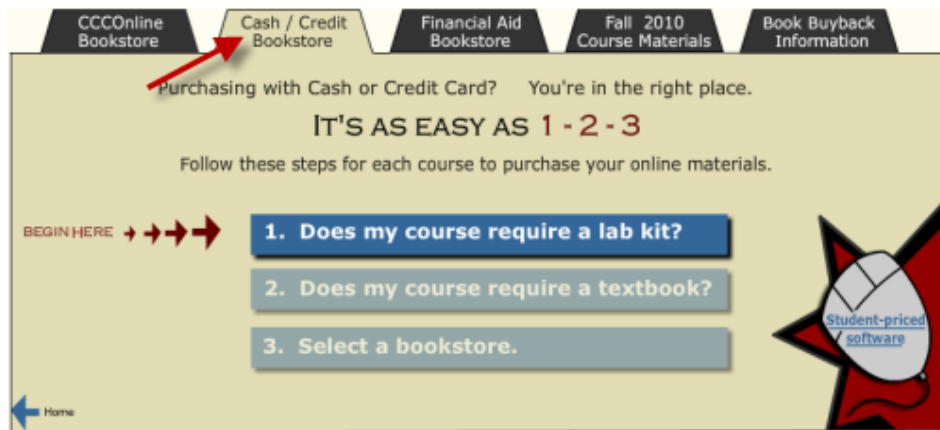 CCCOnline
Bookstore
Cash / Credit
Bookstore
Financial Aid
Bookstore
Fall 2010
Course Materials
Book Buyback
Information
Purchasing with Cash or Credit Card? You're in the right place.
IT'S AS EASY AS 1 - 2 - 3
Follow these steps for each course to purchase your online materials.
BEGIN HERE
1. Does my course require a lab kit?
2. Does my course require a textbook?
3. Select a bookstore.
Student-priced
software
Home